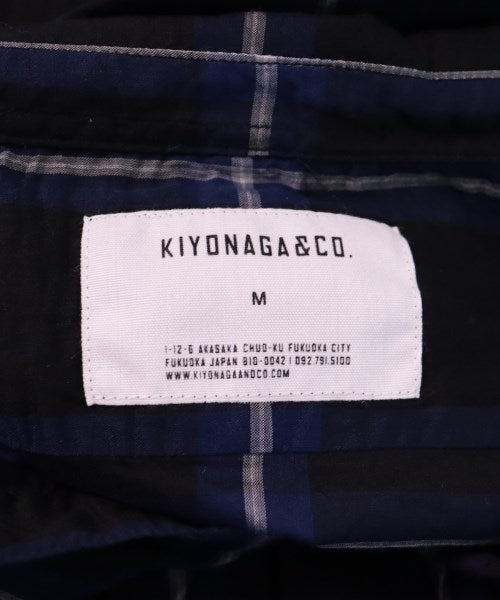 KIYONAGA&CO.
M
1-12-6 AKASAKA CHUO-KU FUKUOKA CITY
FUKUOKA JAPAN 810-0042 | 092.791.5100
WWW.KIYONAGAANDCO.COM